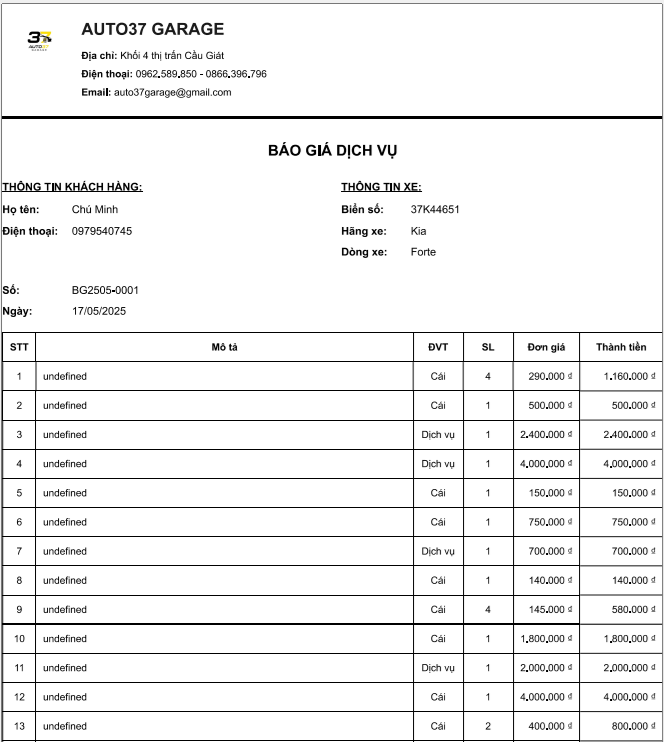 37
AUTO37
GARAGE
AUTO37 GARAGE
Địa chỉ: Khối 4 thị trấn Cầu Giát
Điện thoại: 0962.589.850 - 0866.396.796
Email: auto37garage@gmail.com
BÁO GIÁ DỊCH VỤ
THÔNG TIN KHÁCH HÀNG:
Họ tên: Chú Minh
Điện thoại: 0979540745
THÔNG TIN XE:
Biển số: 37K44651
Hãng xe: Kia
Dòng xe: Forte
Số: BG2505-0001
Ngày: 17/05/2025
STT Mô tả ĐVT SL Đơn giá Thành tiền
1 undefined Cái 4 290.000 ₫ 1.160.000 ₫
2 undefined Cái 1 500.000 ₫ 500.000 ₫
3 undefined Dịch vụ 1 2.400.000 ₫ 2.400.000 ₫
4 undefined Dịch vụ 1 4.000.000 ₫ 4.000.000 ₫
5 undefined Cái 1 150.000 ₫ 150.000 ₫
6 undefined Cái 1 750.000 ₫ 750.000 ₫
7 undefined Dịch vụ 1 700.000 ₫ 700.000 ₫
8 undefined Cái 1 140.000 ₫ 140.000 ₫
9 undefined Cái 4 145.000 ₫ 580.000 ₫
10 undefined Cái 1 1.800.000 ₫ 1.800.000 ₫
11 undefined Dịch vụ 1 2.000.000 ₫ 2.000.000 ₫
12 undefined Cái 1 4.000.000 ₫ 4.000.000 ₫
13 undefined Cái 2 400.000 ₫ 800.000 ₫